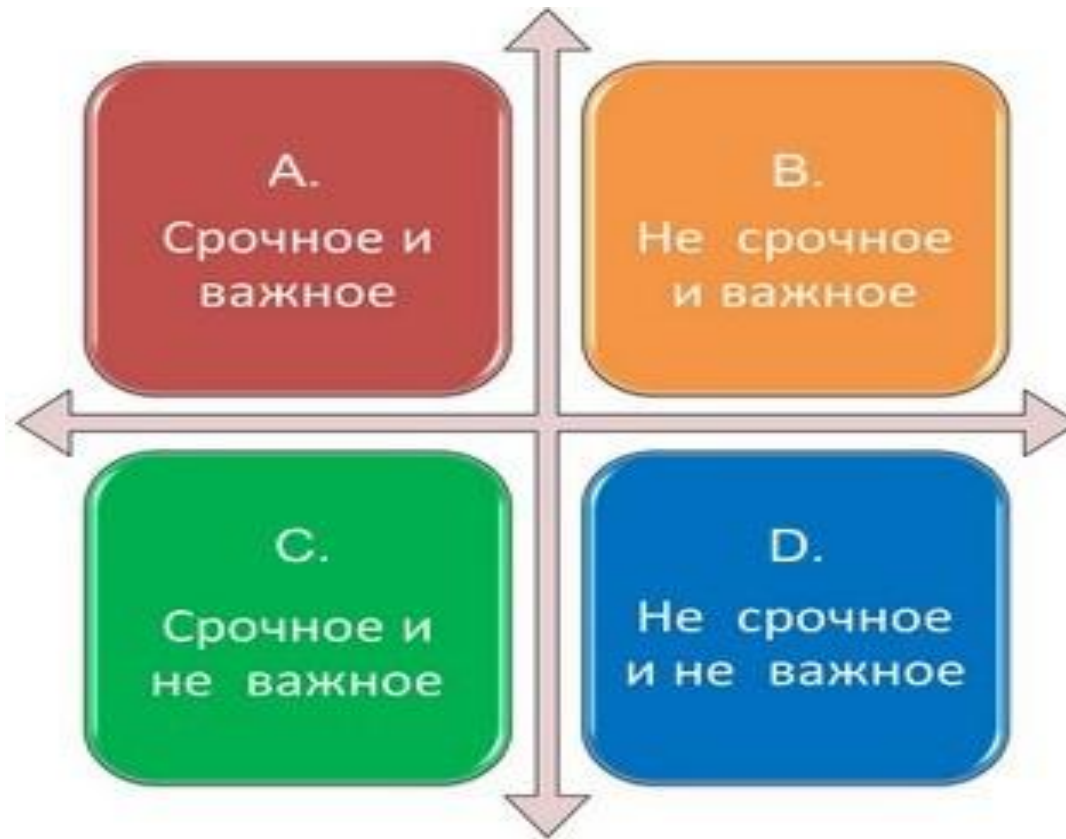 A.
Срочное и
важное
B.
Не срочное
и важное
C.
Срочное и
не важное
D.
Не срочное
и не важное